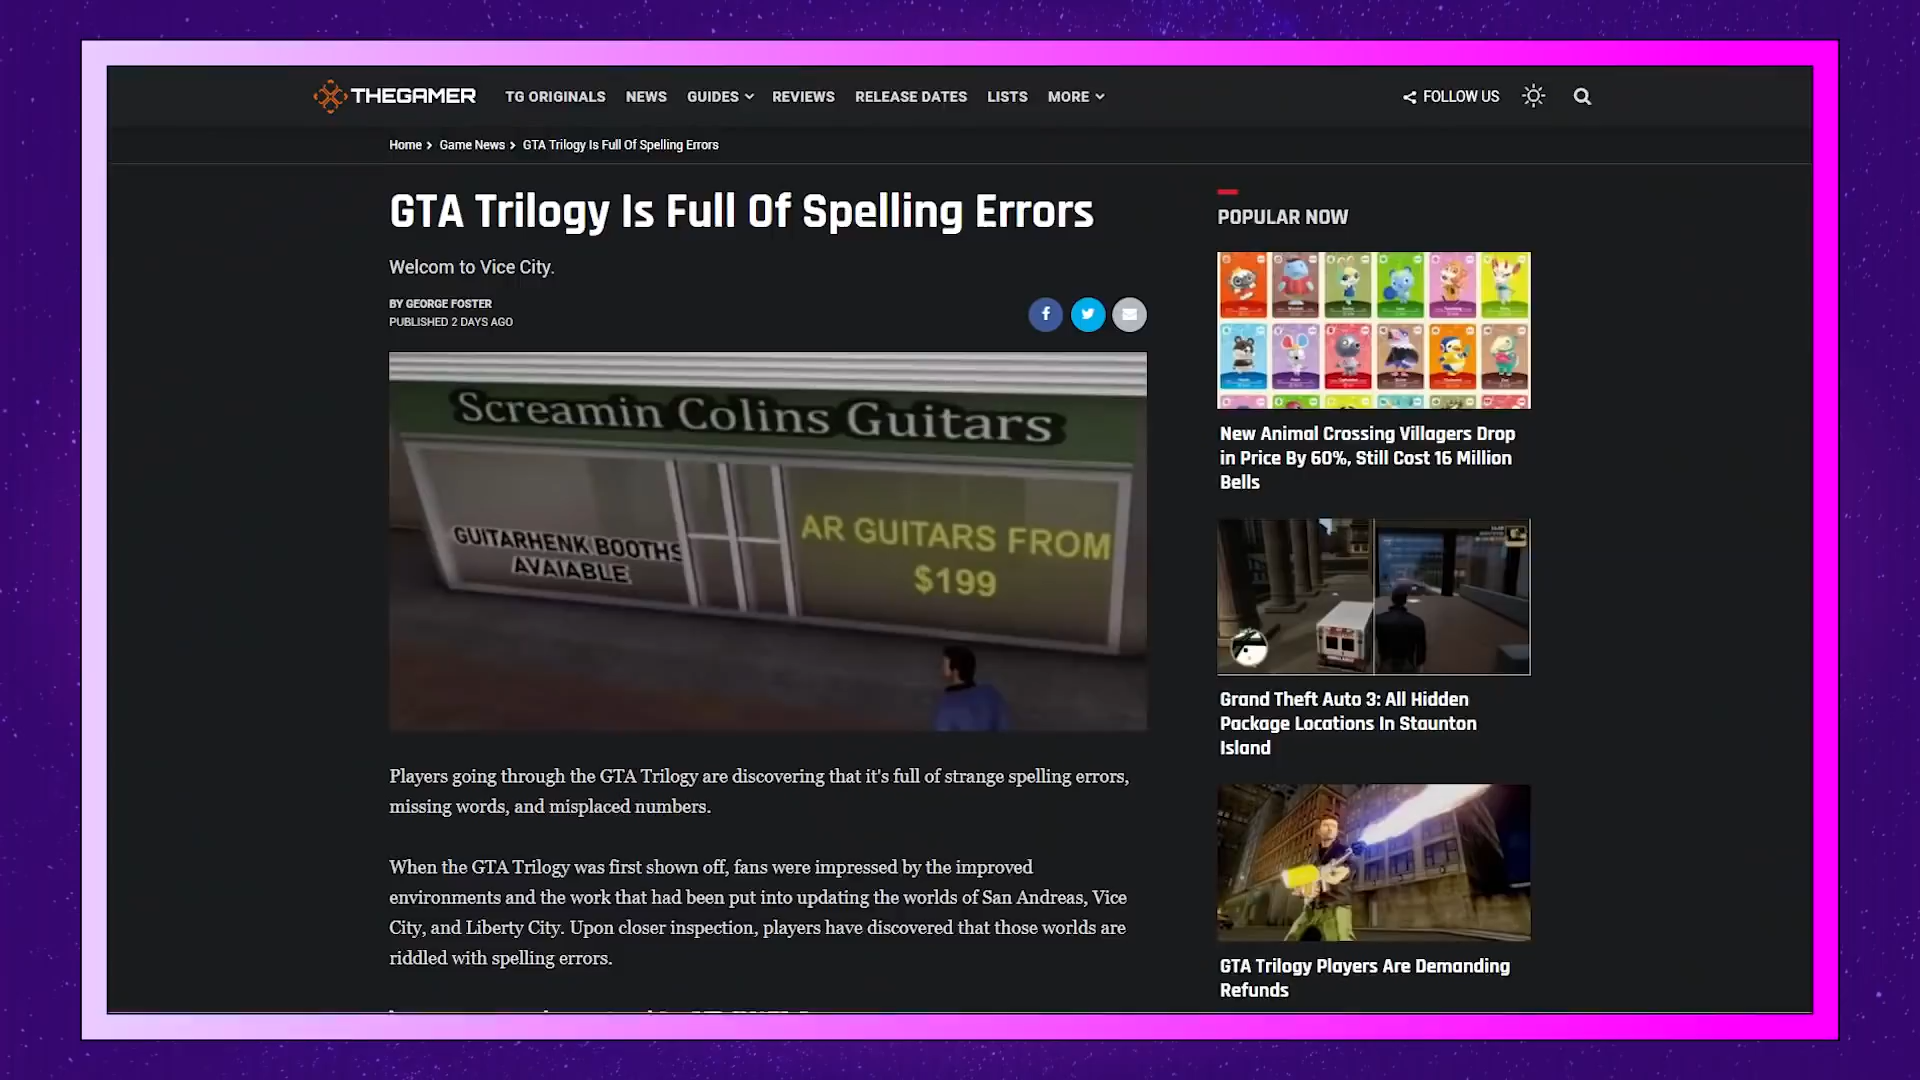 THEGAMER
TG ORIGINALS NEWS GUIDES REVIEWS RELEASE DATES LISTS MORE
FOLLOW US
Home > Game News > GTA Trilogy Is Full Of Spelling Errors
GTA Trilogy Is Full Of Spelling Errors
Welcom to Vice City.
BY GEORGE FOSTER
PUBLISHED 2 DAYS AGO
Screamin Colins Guitars
GUITARHENK BOOTHS
AVAIABLE
AR GUITARS FROM
$199
Players going through the GTA Trilogy are discovering that it's full of strange spelling errors,
missing words, and misplaced numbers.
When the GTA Trilogy was first shown off, fans were impressed by the improved
environments and the work that had been put into updating the worlds of San Andreas, Vice
City, and Liberty City. Upon closer inspection, players have discovered that those worlds are
riddled with spelling errors.
POPULAR NOW
New Animal Crossing Villagers Drop
in Price By 60%, Still Cost 16 Million
Bells
Grand Theft Auto 3: All Hidden
Package Locations In Staunton
Island
GTA Trilogy Players Are Demanding
Refunds